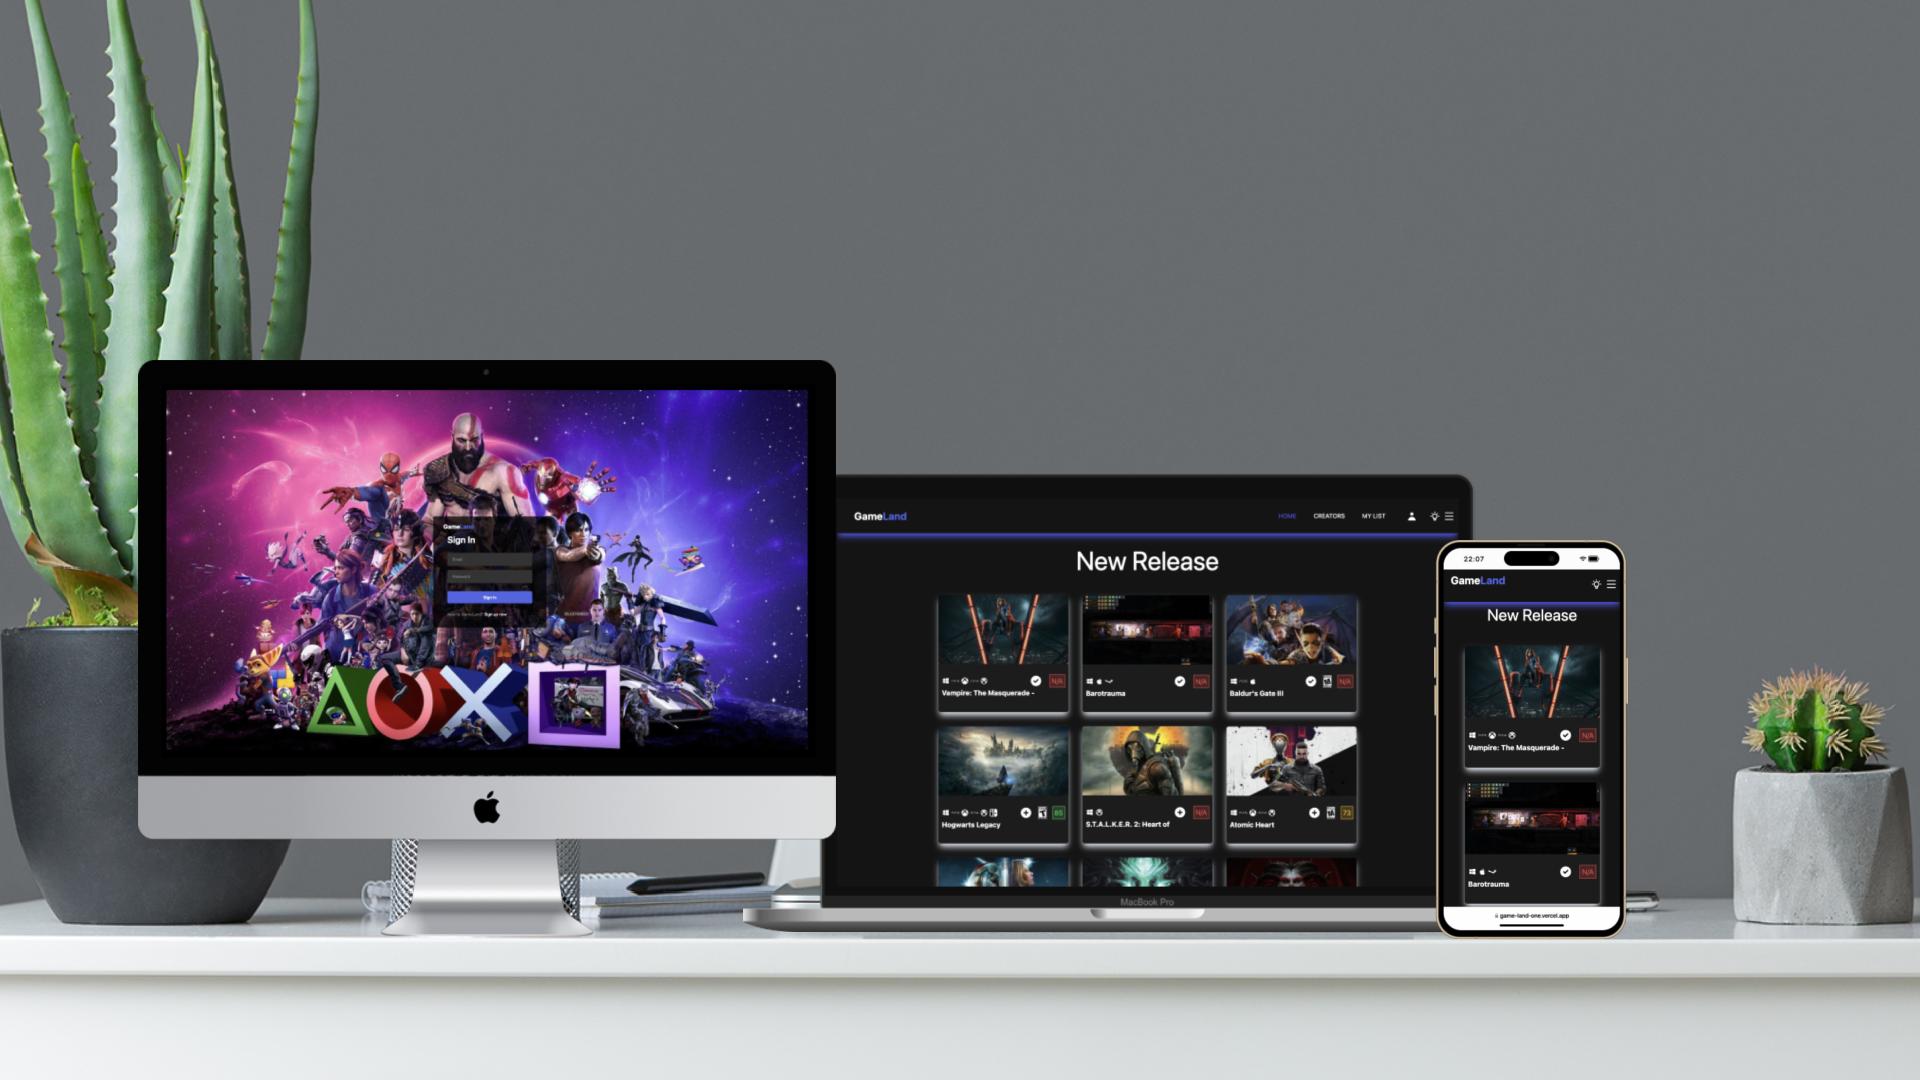 GameLand
Sign In
Email
Password
Sign In
New to GameLand? Sign up now
GameLand
HOME
CREATORS
MY LIST
New Release
N/A
Vampire: The Masquerade -
N/A
Barotrauma
N/A
Baldur's Gate III
85
Hogwarts Legacy
N/A
S.T.A.L.K.E.R. 2: Heart of
73
Atomic Heart
MacBook Pro
22:07
GameLand
New Release
N/A
Vampire: The Masquerade -
N/A
Barotrauma
game-land-one.vercel.app